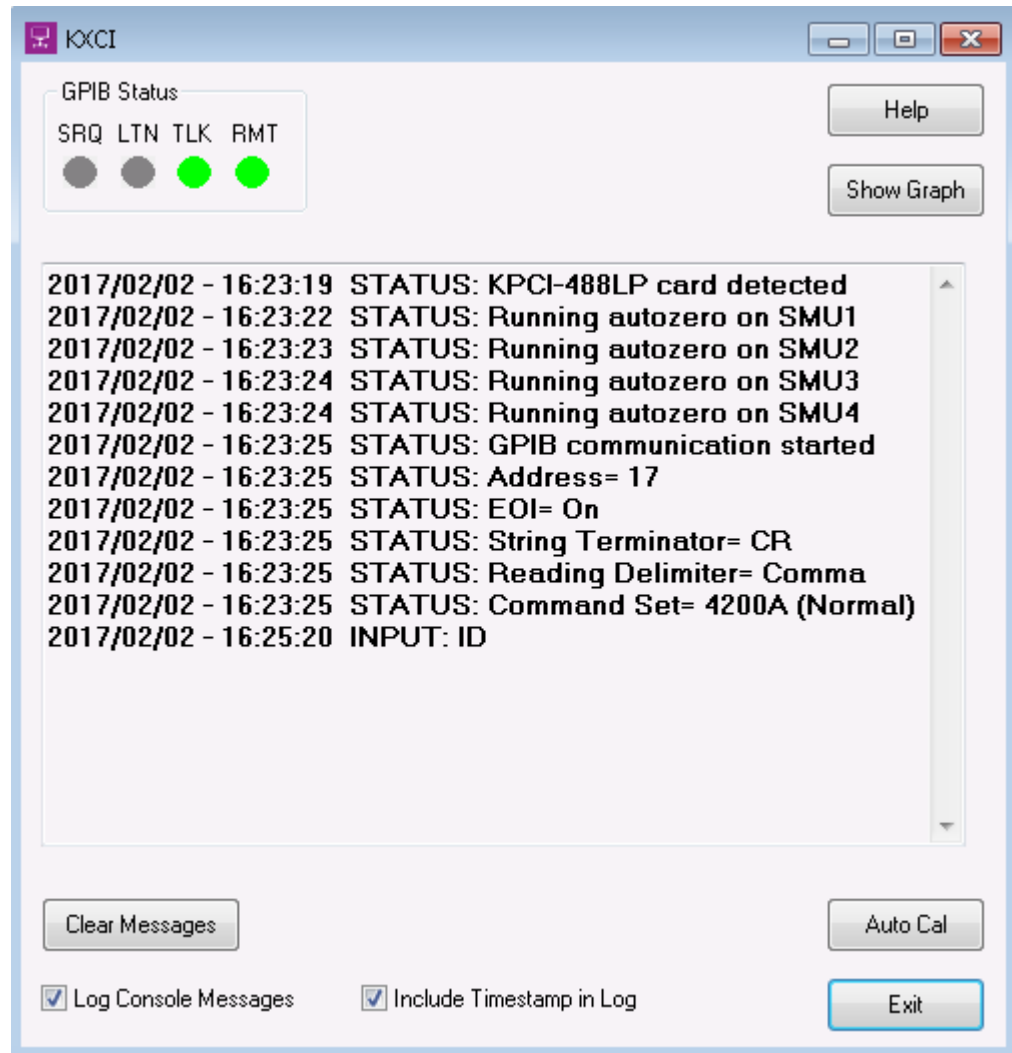 KXCI
GPIB Status
SRQ LTN TLK RMT
Help
Show Graph
2017/02/02 - 16:23:19 STATUS: KPCI-488LP card detected
2017/02/02 - 16:23:22 STATUS: Running autozero on SMU1
2017/02/02 - 16:23:23 STATUS: Running autozero on SMU2
2017/02/02 - 16:23:24 STATUS: Running autozero on SMU3
2017/02/02 - 16:23:24 STATUS: Running autozero on SMU4
2017/02/02 - 16:23:25 STATUS: GPIB communication started
2017/02/02 - 16:23:25 STATUS: Address= 17
2017/02/02 - 16:23:25 STATUS: EOI= On
2017/02/02 - 16:23:25 STATUS: String Terminator= CR
2017/02/02 - 16:23:25 STATUS: Reading Delimiter= Comma
2017/02/02 - 16:23:25 STATUS: Command Set= 4200A (Normal)
2017/02/02 - 16:25:20 INPUT: ID
Clear Messages
Auto Cal
Log Console Messages
Include Timestamp in Log
Exit